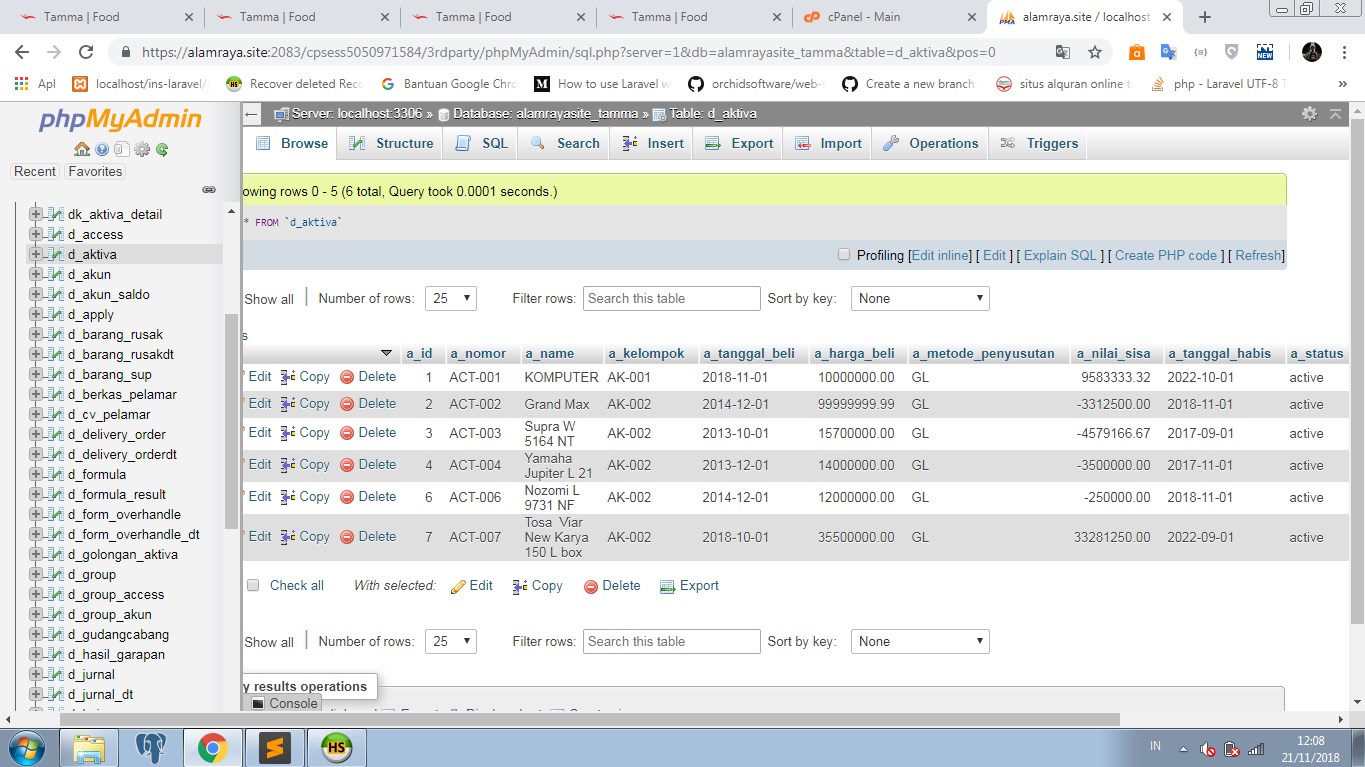 Tamma | Food
Tamma | Food
Tamma | Food
Tamma | Food
cPanel - Main
alamraya.site / localhost
https://alamraya.site:2083/cpsess5050971584/3rdparty/phpMyAdmin/sql.php?server=1&db=alamrayasite_tamma&table=d_aktiva&pos=0
Apl
localhost/ins-laravel/
Recover deleted Rec
Bantuan Google Chr
How to use Laravel w
orchidsoftware/web-
Create a new branch
situs alquran online t
php - Laravel UTF-8 T
»
phpMyAdmin
Recent Favorites
dk_aktiva_detail
d_access
d_aktiva
d_akun
d_akun_saldo
d_apply
d_barang_rusak
d_barang_rusakdt
d_barang_sup
d_berkas_pelamar
d_cv_pelamar
d_delivery_order
d_delivery_orderdt
d_formula
d_formula_result
d_form_overhandle
d_form_overhandle_dt
d_golongan_aktiva
d_group
d_group_access
d_group_akun
d_gudangcabang
d_hasil_garapan
d_jurnal
d_jurnal_dt
Server: localhost:3306 » Database: alamrayasite_tamma » Table: d_aktiva
Browse Structure SQL Search Insert Export Import Operations Triggers
owing rows 0 - 5 (6 total, Query took 0.0001 seconds.)
* FROM `d_aktiva`
Profiling [Edit inline] [ Edit ] [ Explain SQL ] [ Create PHP code ] [ Refresh]
Show all | Number of rows: 25 Filter rows: Search this table Sort by key: None
s
a_id a_nomor a_name a_kelompok a_tanggal_beli a_harga_beli a_metode_penyusutan a_nilai_sisa a_tanggal_habis a_status
Edit Copy Delete 1 ACT-001 KOMPUTER AK-001 2018-11-01 10000000.00 GL 9583333.32 2022-10-01 active
Edit Copy Delete 2 ACT-002 Grand Max AK-002 2014-12-01 99999999.99 GL -3312500.00 2018-11-01 active
Edit Copy Delete 3 ACT-003 Supra W 5164 NT AK-002 2013-10-01 15700000.00 GL -4579166.67 2017-09-01 active
Edit Copy Delete 4 ACT-004 Yamaha Jupiter L 21 AK-002 2013-12-01 14000000.00 GL -3500000.00 2017-11-01 active
Edit Copy Delete 6 ACT-006 Nozomi L 9731 NF AK-002 2014-12-01 12000000.00 GL -250000.00 2018-11-01 active
Edit Copy Delete 7 ACT-007 Tosa Viar New Karya 150 L box AK-002 2018-10-01 35500000.00 GL 33281250.00 2022-09-01 active
Check all With selected: Edit Copy Delete Export
Show all | Number of rows: 25 Filter rows: Search this table Sort by key: None
y results operations
Console
IN
12:08
21/11/2018